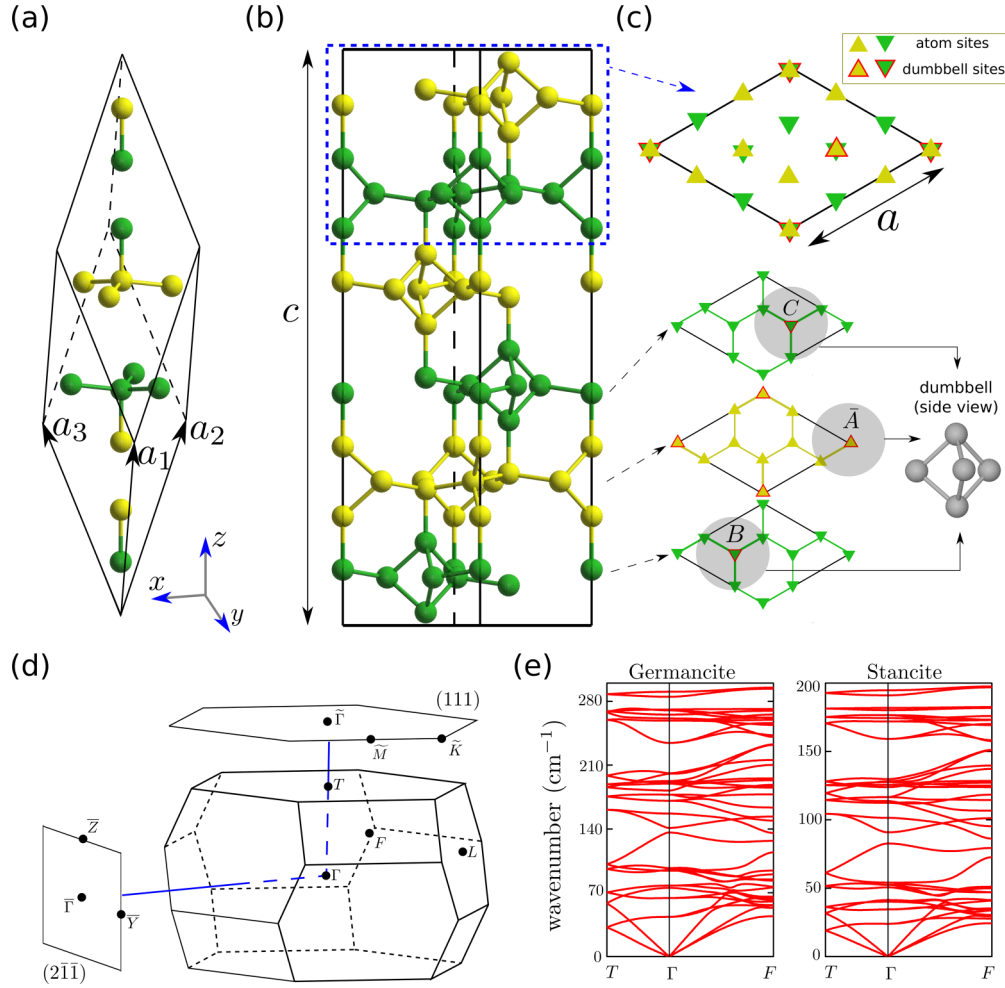 (a)
a₃
a₁
a₂
z
x
y
(b)
c
(c)
atom sites
dumbbell sites
a
C
Ā
B
dumbbell
(side view)
(d)
(111)
Γ̃
M̃
K̃
T
F
L
Γ
Z̅
Γ̅
Y̅
(21̅1̅)
(e)
Germancite
Stancite
wavenumber (cm⁻¹)
280
210
140
70
0
T
Γ
F
200
150
100
50
0
T
Γ
F